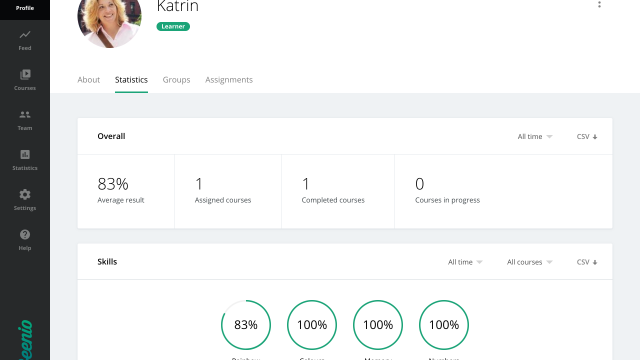 Profile
Katrin
Learner
Feed
About
Statistics
Groups
Assignments
Courses
Team
Overall
All time
CSV
Statistics
83%
1
1
0
Average result
Assigned courses
Completed courses
Courses in progress
Settings
Help
Skills
All time
All courses
CSV
83%
100%
100%
100%
eenio